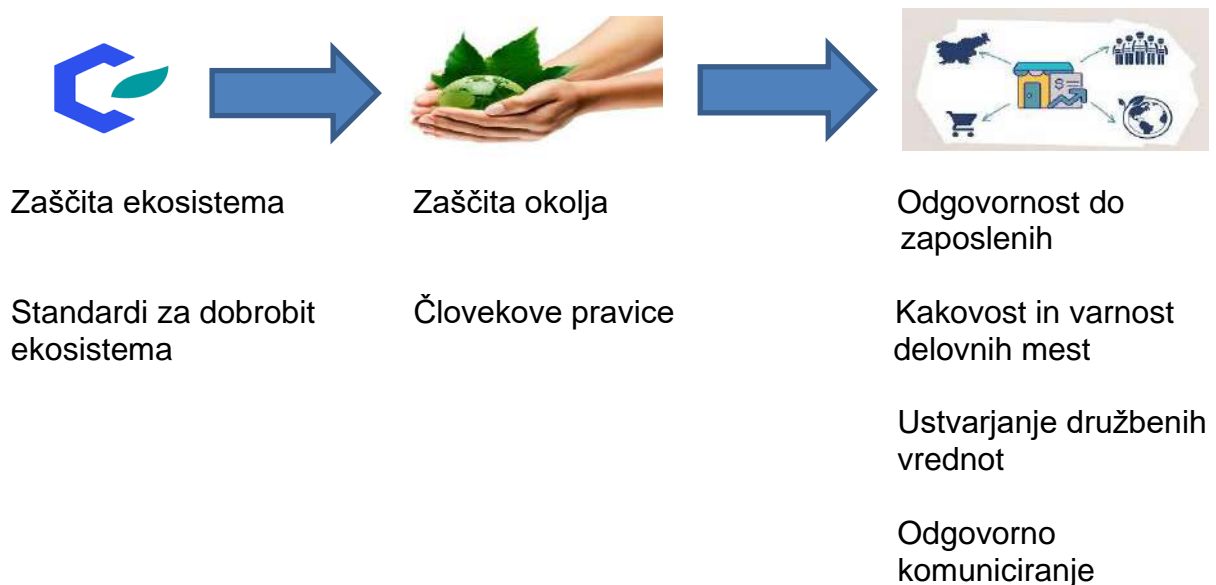 Zaščita ekosistema
Standardi za dobrobit
ekosistema
Zaščita okolja
Človekove pravice
Odgovornost do
zaposlenih
Kakovost in varnost
delovnih mest
Ustvarjanje družbenih
vrednot
Odgovorno
komuniciranje